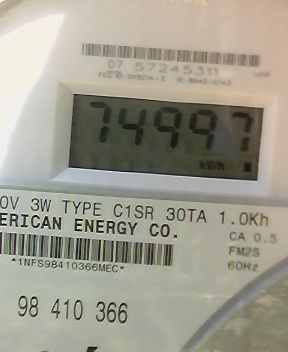 07 57245311
74997
kWh
0V 3W TYPE C1SR 30TA 1.0Kh
ERICAN ENERGY CO.
CA 0.5
FM2S
60Hz
*1NFS98410366MEC*
98 410 366